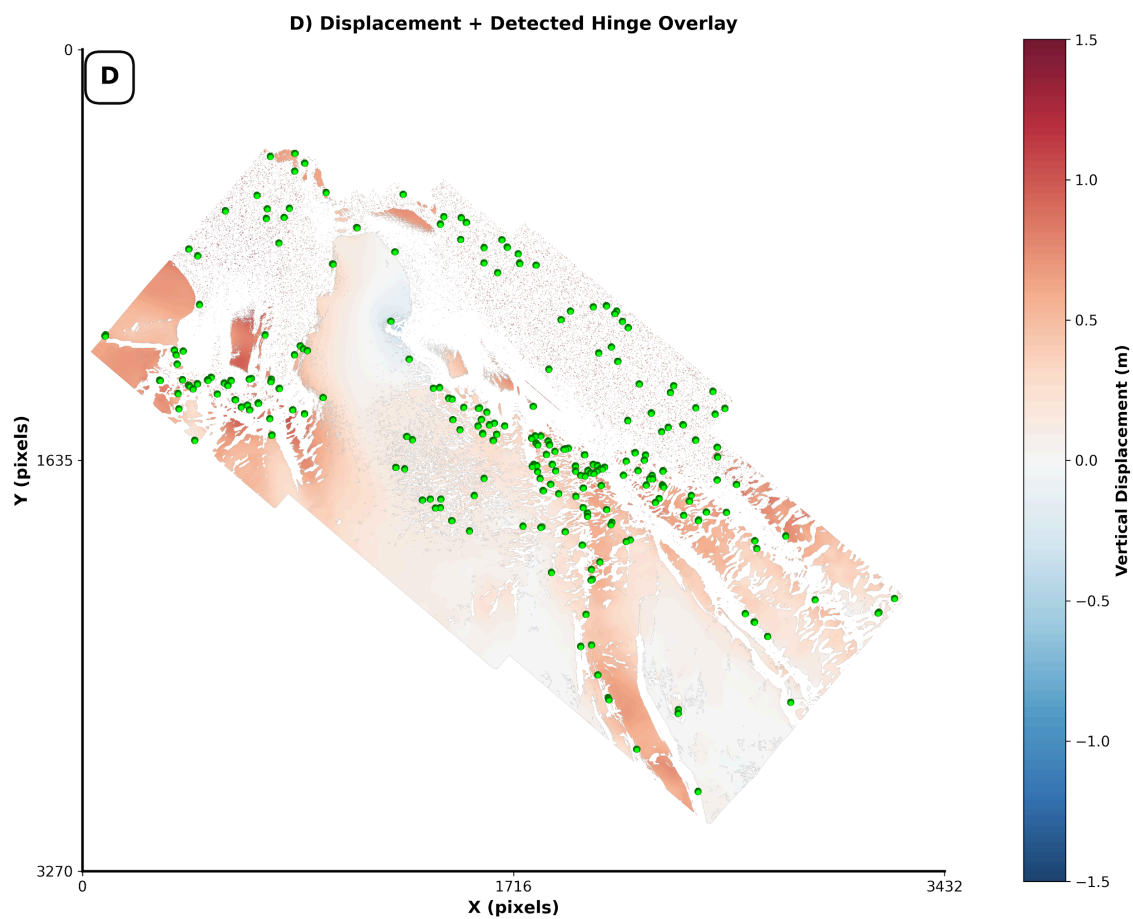 D) Displacement + Detected Hinge Overlay
D
0
1635
3270
Y (pixels)
0
1716
3432
X (pixels)
1.5
1.0
0.5
0.0
−0.5
−1.0
−1.5
Vertical Displacement (m)